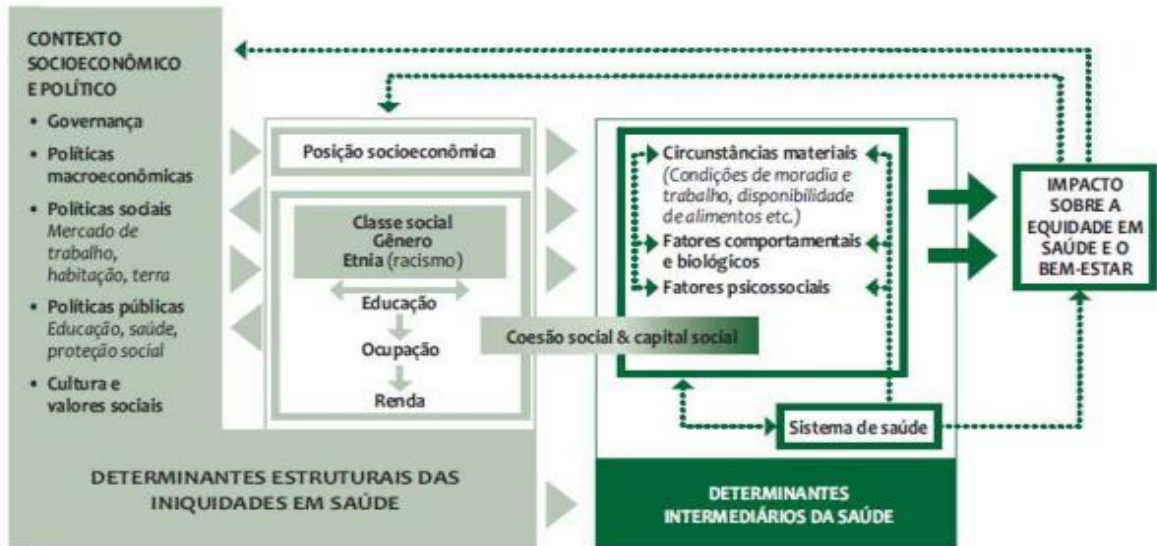 CONTEXTO
SOCIOECONÔMICO
E POLÍTICO
• Governança
• Políticas
macroeconômicas
• Políticas sociais
Mercado de
trabalho,
habitação, terra
• Políticas públicas
Educação, saúde,
proteção social
• Cultura e
valores sociais
Posição socioeconômica
Classe social
Gênero
Etnia (racismo)
Educação
Ocupação
Renda
Coesão social & capital social
DETERMINANTES ESTRUTURAIS DAS
INIQUIDADES EM SAÚDE
Circunstâncias materiais
(Condições de moradia e
trabalho, disponibilidade
de alimentos etc.)
Fatores comportamentais
e biológicos
Fatores psicossociais
Sistema de saúde
DETERMINANTES
INTERMEDIÁRIOS DA SAÚDE
IMPACTO
SOBRE A
EQUIDADE EM
SAÚDE E O
BEM-ESTAR